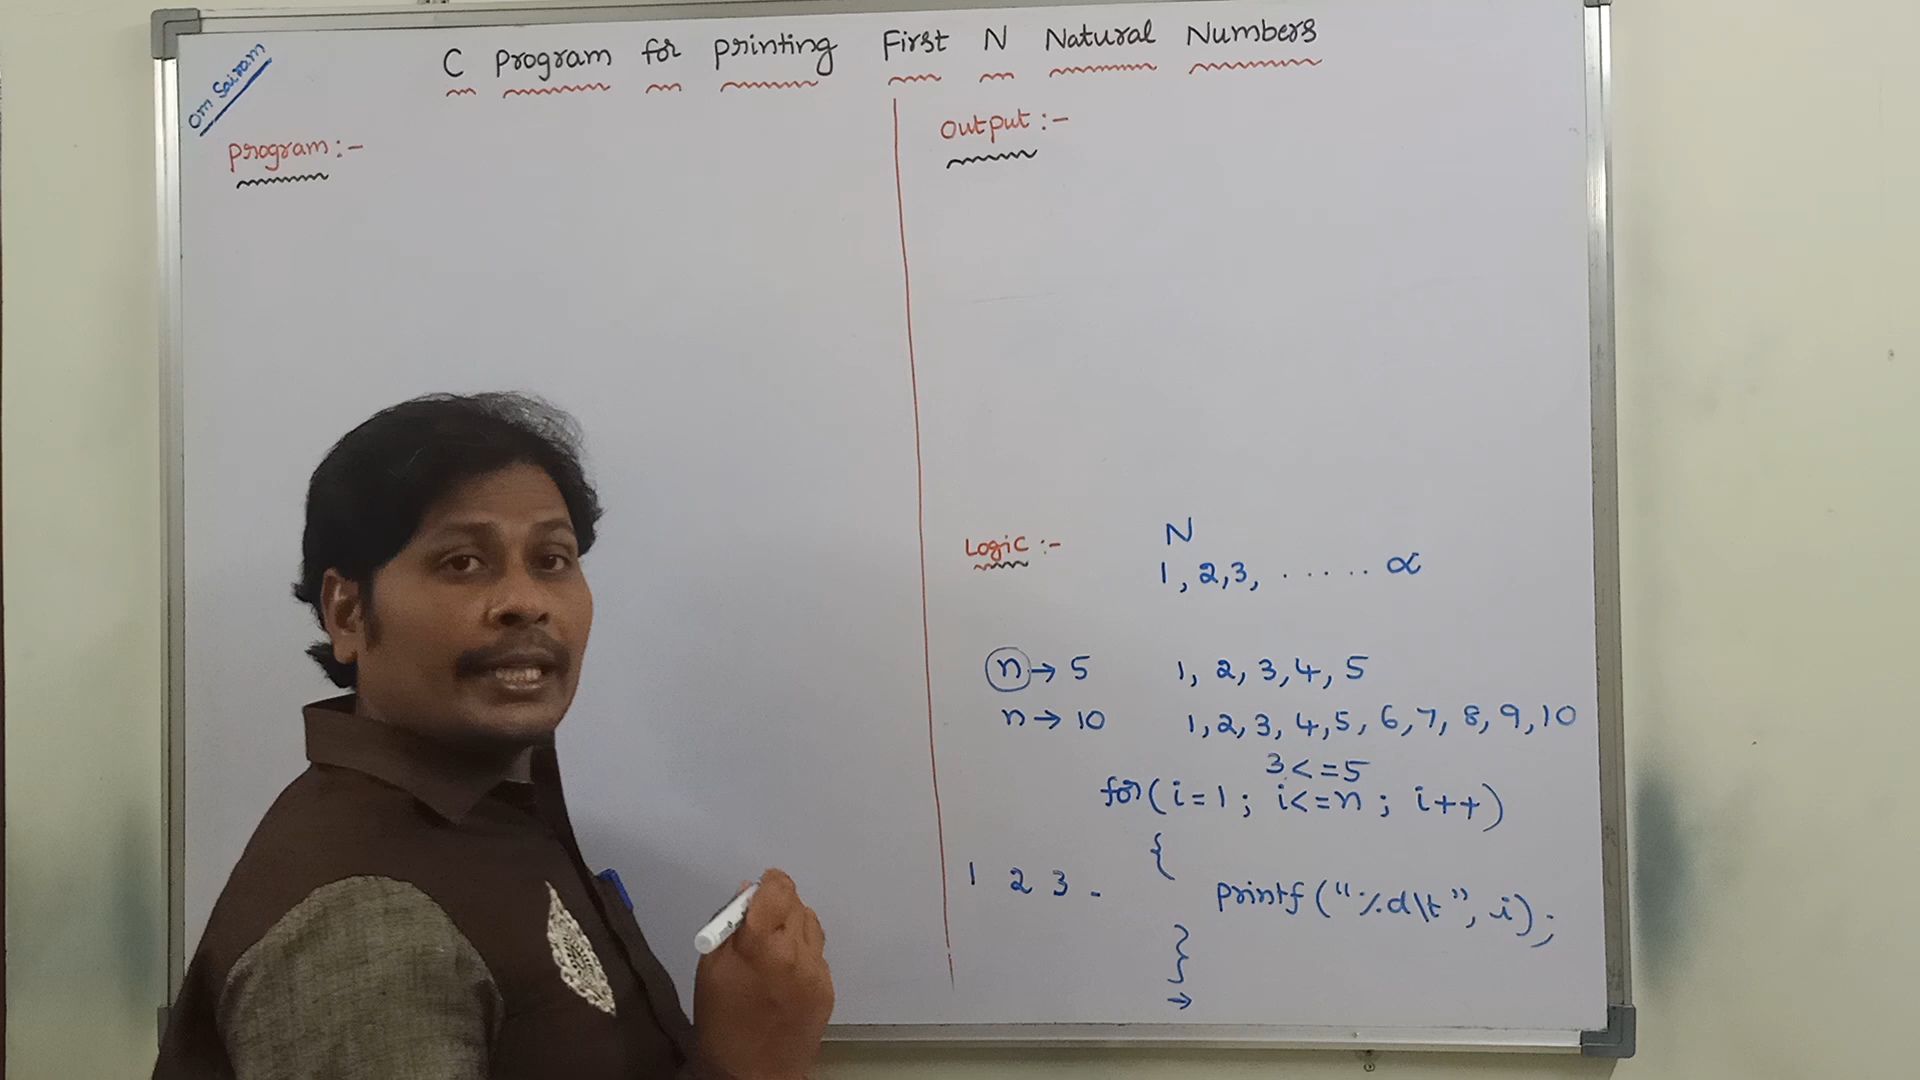 Om Sairam
C Program for printing First N Natural Numbers
Program :-
Output :-
Logic :-
N
1, 2, 3, ..... ∝
n → 5 1, 2, 3, 4, 5
n → 10 1, 2, 3, 4, 5, 6, 7, 8, 9, 10
3 <= 5
for (i=1; i<=n; i++)
{
1 2 3 -
printf ("%d\t", i);
}
→